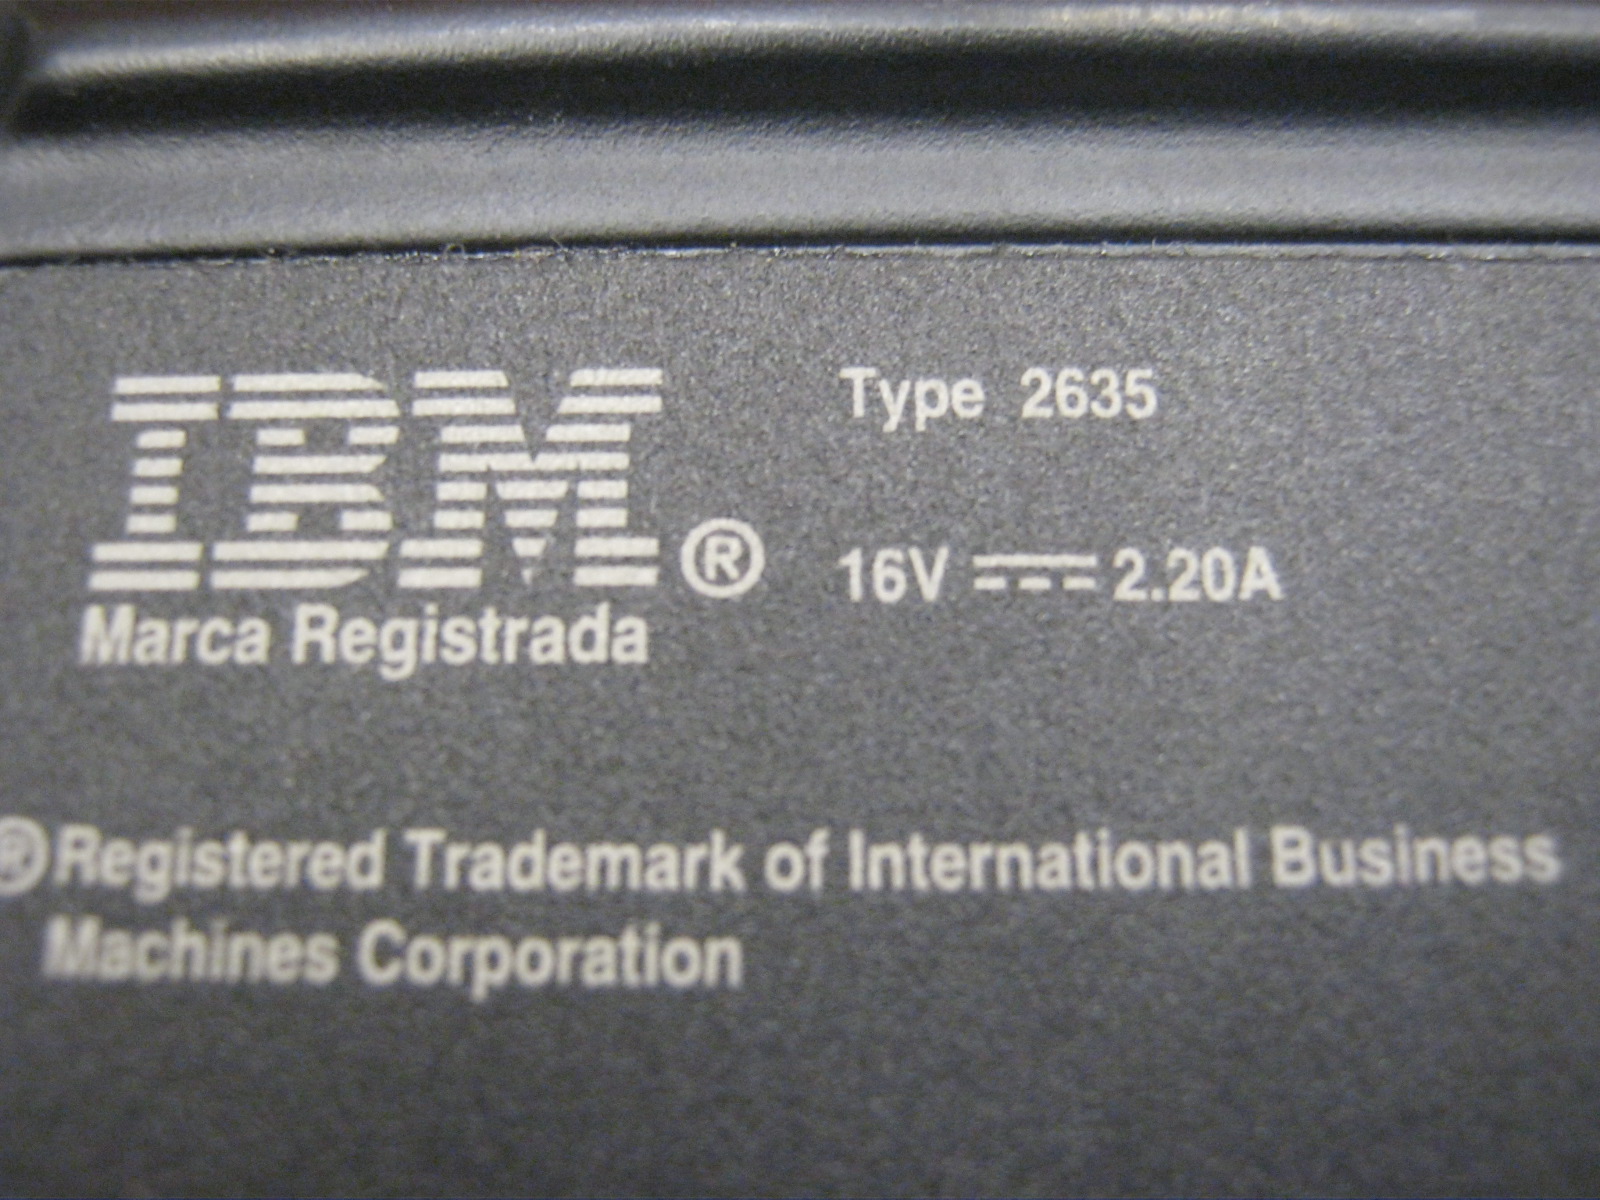 IBM®
Marca Registrada
Type 2635
16V ⎓ 2.20A
®Registered Trademark of International Business
Machines Corporation